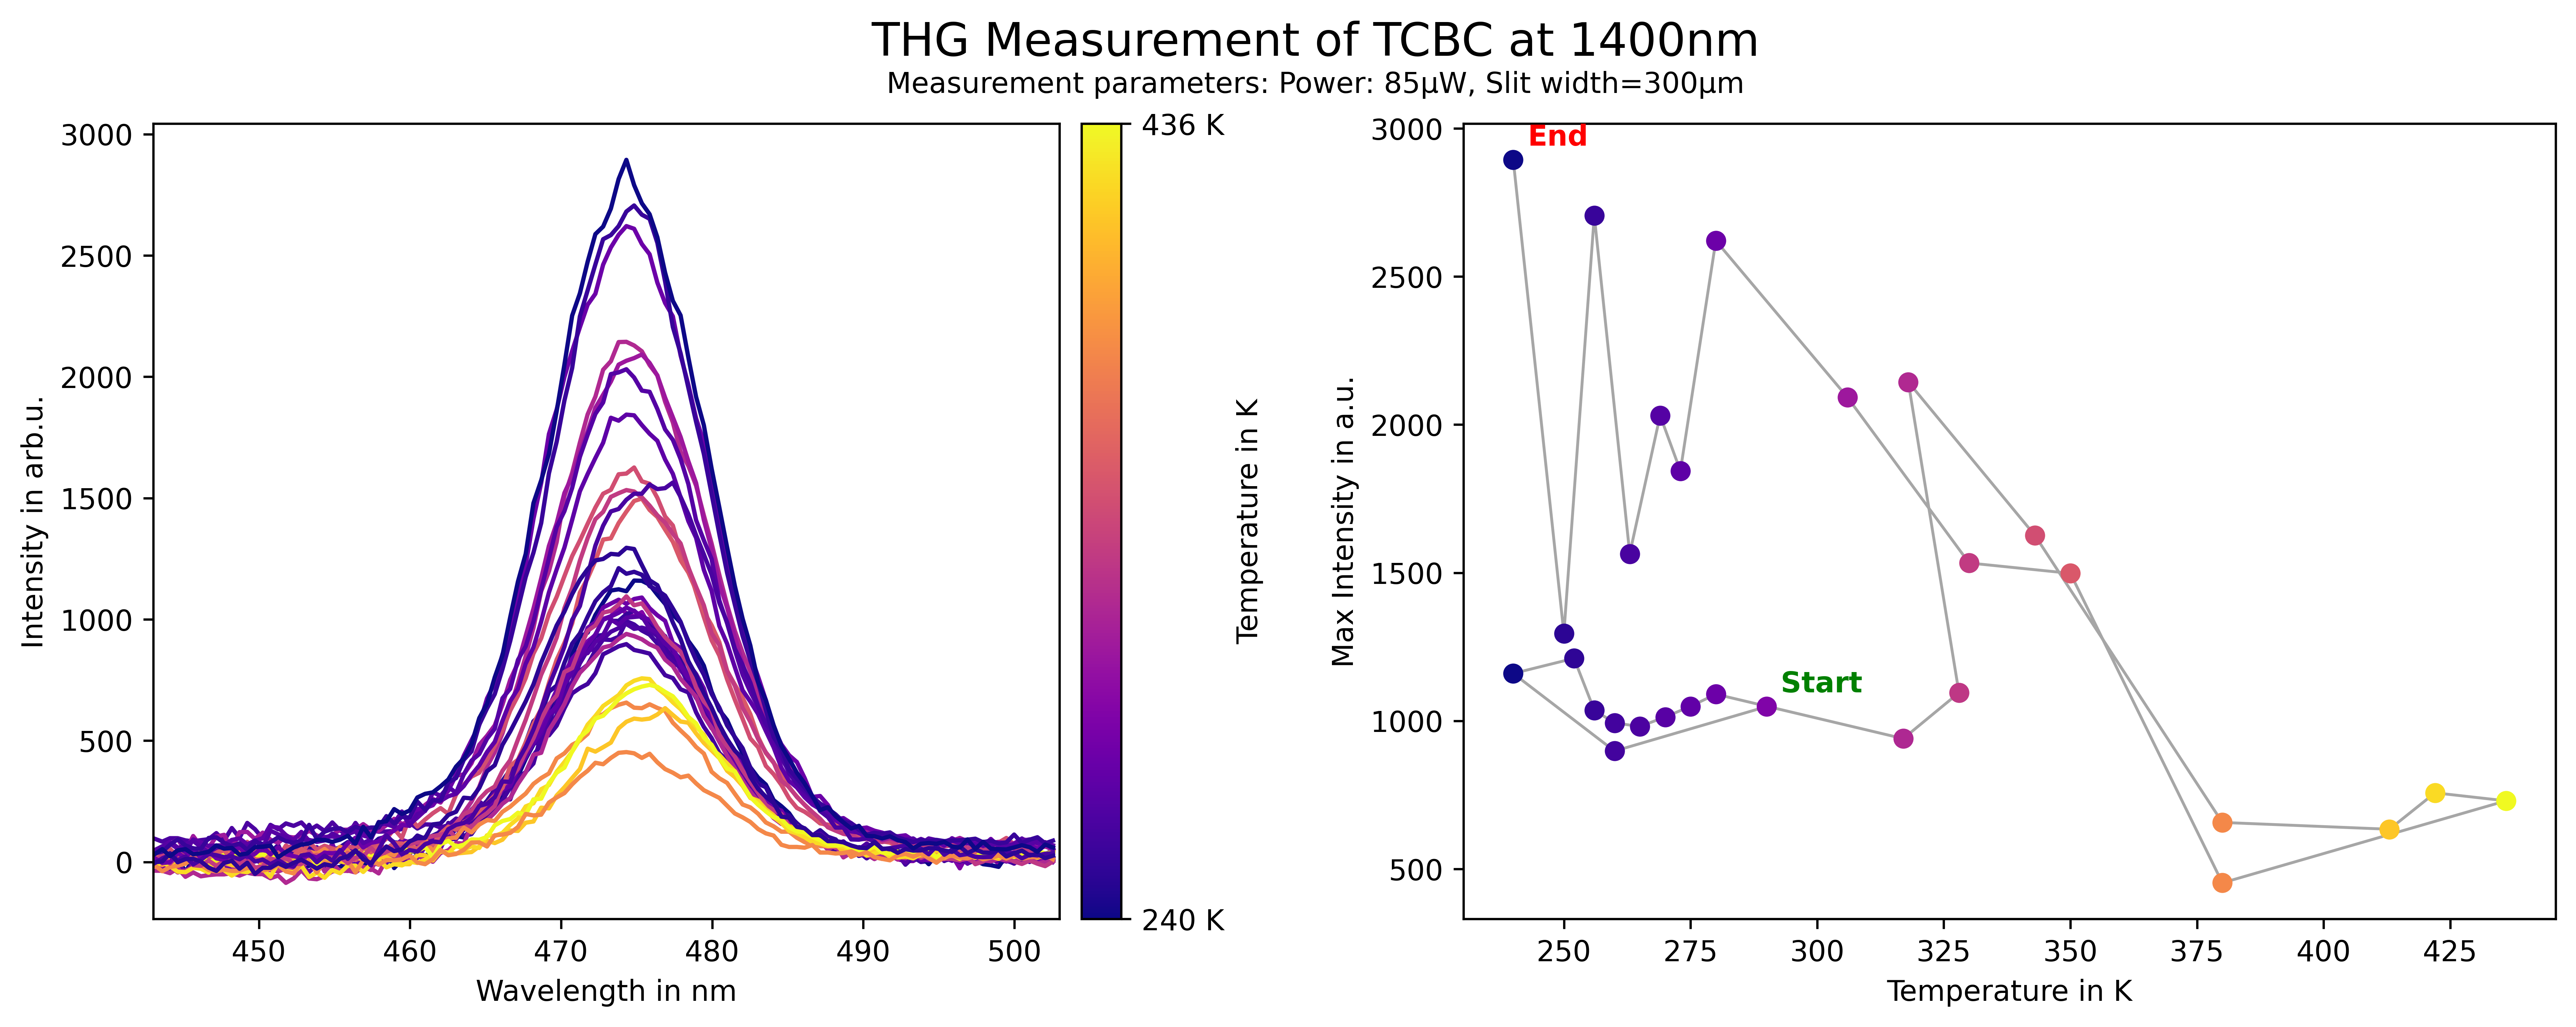 THG Measurement of TCBC at 1400nm
Measurement parameters: Power: 85µW, Slit width=300µm
Intensity in arb.u.
3000
2500
2000
1500
1000
500
0
450 460 470 480 490 500
Wavelength in nm
436 K
240 K
Temperature in K
Max Intensity in a.u.
3000
2500
2000
1500
1000
500
End
Start
250 275 300 325 350 375 400 425
Temperature in K